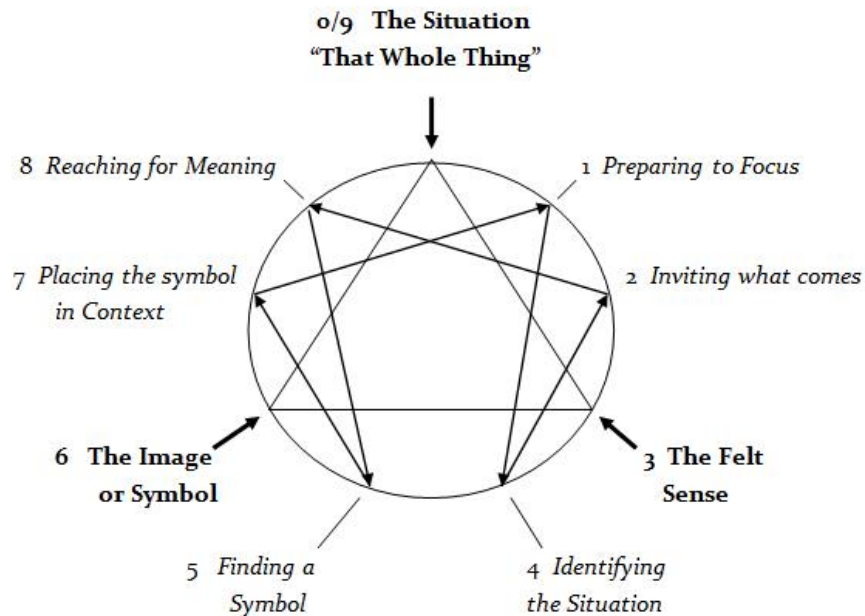 0/9 The Situation
“That Whole Thing”
8 Reaching for Meaning
1 Preparing to Focus
7 Placing the symbol
in Context
2 Inviting what comes
6 The Image
or Symbol
3 The Felt
Sense
5 Finding a
Symbol
4 Identifying
the Situation